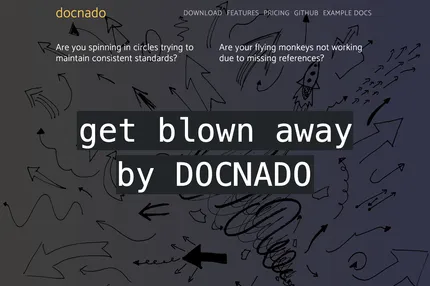 docnado
DOWNLOAD FEATURES PRICING GITHUB EXAMPLE DOCS
Are you spinning in circles trying to
maintain consistent standards?
Are your flying monkeys not working
due to missing references?
get blown away
by DOCNADO